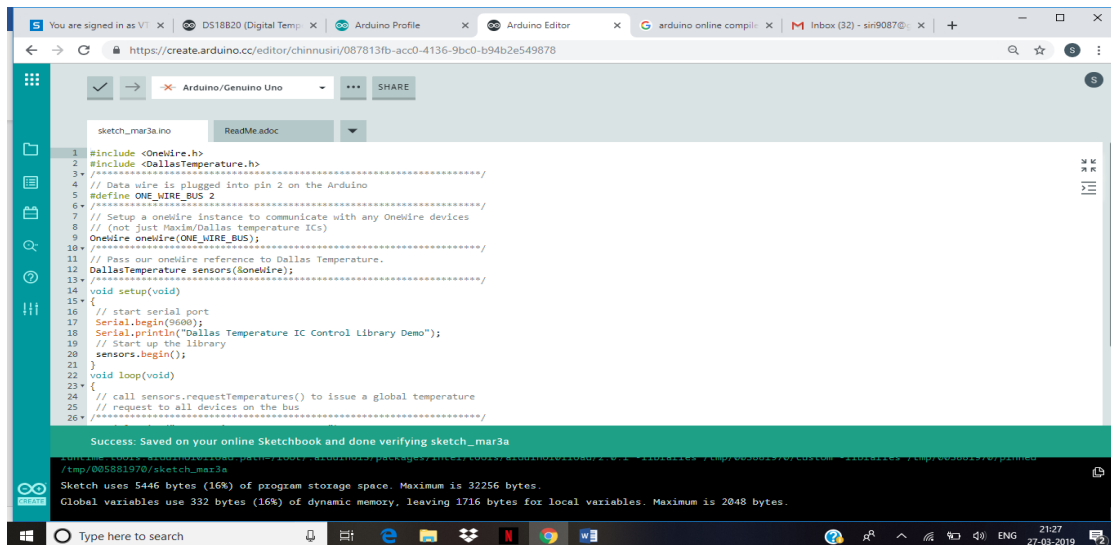 S You are signed in as VT
DS18B20 (Digital Temp
Arduino Profile
Arduino Editor
G arduino online compile
M Inbox (32) - siri9087@
https://create.arduino.cc/editor/chinnusiri/087813fb-acc0-4136-9bc0-b94b2e549878
S
Arduino/Genuino Uno
SHARE
S
sketch_mar3a.ino
ReadMe.adoc
1 #include <OneWire.h>
2 #include <DallasTemperature.h>
3 /********************************************************************/
4 // Data wire is plugged into pin 2 on the Arduino
5 #define ONE_WIRE_BUS 2
6 /********************************************************************/
7 // Setup a oneWire instance to communicate with any OneWire devices
8 // (not just Maxim/Dallas temperature ICs)
9 OneWire oneWire(ONE_WIRE_BUS);
10 /********************************************************************/
11 // Pass our oneWire reference to Dallas Temperature.
12 DallasTemperature sensors(&oneWire);
13 /********************************************************************/
14 void setup(void)
15 {
16 // start serial port
17 Serial.begin(9600);
18 Serial.println("Dallas Temperature IC Control Library Demo");
19 // Start up the library
20 sensors.begin();
21 }
22 void loop(void)
23 {
24 // call sensors.requestTemperatures() to issue a global temperature
25 // request to all devices on the bus
26 /********************************************************************/
Success: Saved on your online Sketchbook and done verifying sketch_mar3a
/tmp/005881970/sketch_mar3a
Sketch uses 5446 bytes (16%) of program storage space. Maximum is 32256 bytes.
Global variables use 332 bytes (16%) of dynamic memory, leaving 1716 bytes for local variables. Maximum is 2048 bytes.
CREATE
Type here to search
N
W
ENG
21:27
27-03-2019
2